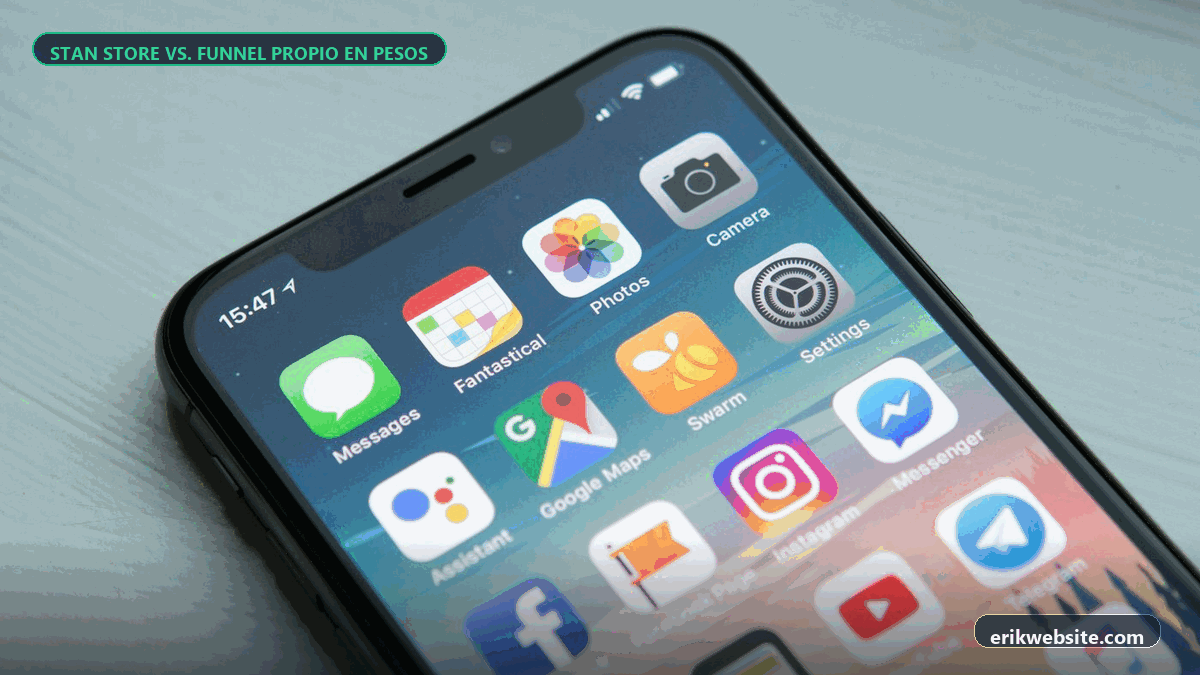 STAN STORE VS. FUNNEL PROPIO EN PESOS
15:47
Camera
Photos
Fantastical
Messages
Settings
Swarm
Google Maps
Assistant
Messenger
Instagram
Telegram
erikwebsite.com